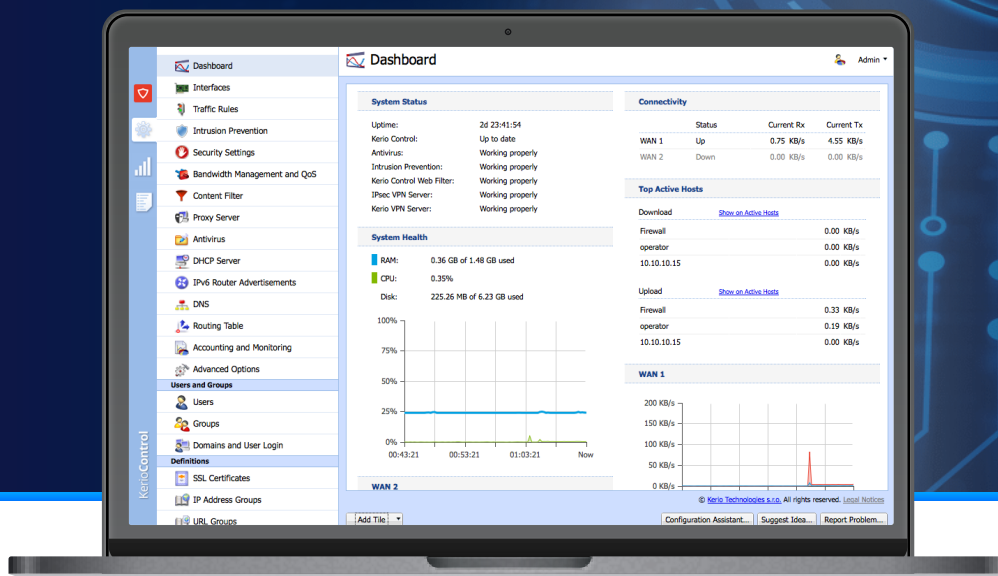 KerioControl
Dashboard
Interfaces
Traffic Rules
Intrusion Prevention
Security Settings
Bandwidth Management and QoS
Content Filter
Proxy Server
Antivirus
DHCP Server
IPv6 Router Advertisements
DNS
Routing Table
Accounting and Monitoring
Advanced Options
Users and Groups
Users
Groups
Domains and User Login
Definitions
SSL Certificates
IP Address Groups
URL Groups
Dashboard
Admin
System Status
Uptime: 2d 23:41:54
Kerio Control: Up to date
Antivirus: Working properly
Intrusion Prevention: Working properly
Kerio Control Web Filter: Working properly
IPsec VPN Server: Working properly
Kerio VPN Server: Working properly
System Health
RAM: 0.36 GB of 1.48 GB used
CPU: 0.35%
Disk: 225.26 MB of 6.23 GB used
100%
75%
50%
25%
0%
00:43:21 00:53:21 01:03:21 Now
WAN 2
Connectivity
Status Current Rx Current Tx
WAN 1 Up 0.75 KB/s 4.55 KB/s
WAN 2 Down 0.00 KB/s 0.00 KB/s
Top Active Hosts
Download Show on Active Hosts
Firewall 0.00 KB/s
operator 0.00 KB/s
10.10.10.15 0.00 KB/s
Upload Show on Active Hosts
Firewall 0.33 KB/s
operator 0.19 KB/s
10.10.10.15 0.00 KB/s
WAN 1
200 KB/s
150 KB/s
100 KB/s
50 KB/s
0 KB/s
© Kerio Technologies s.r.o. All rights reserved. Legal Notices
Add Tile
Configuration Assistant... Suggest Idea... Report Problem...